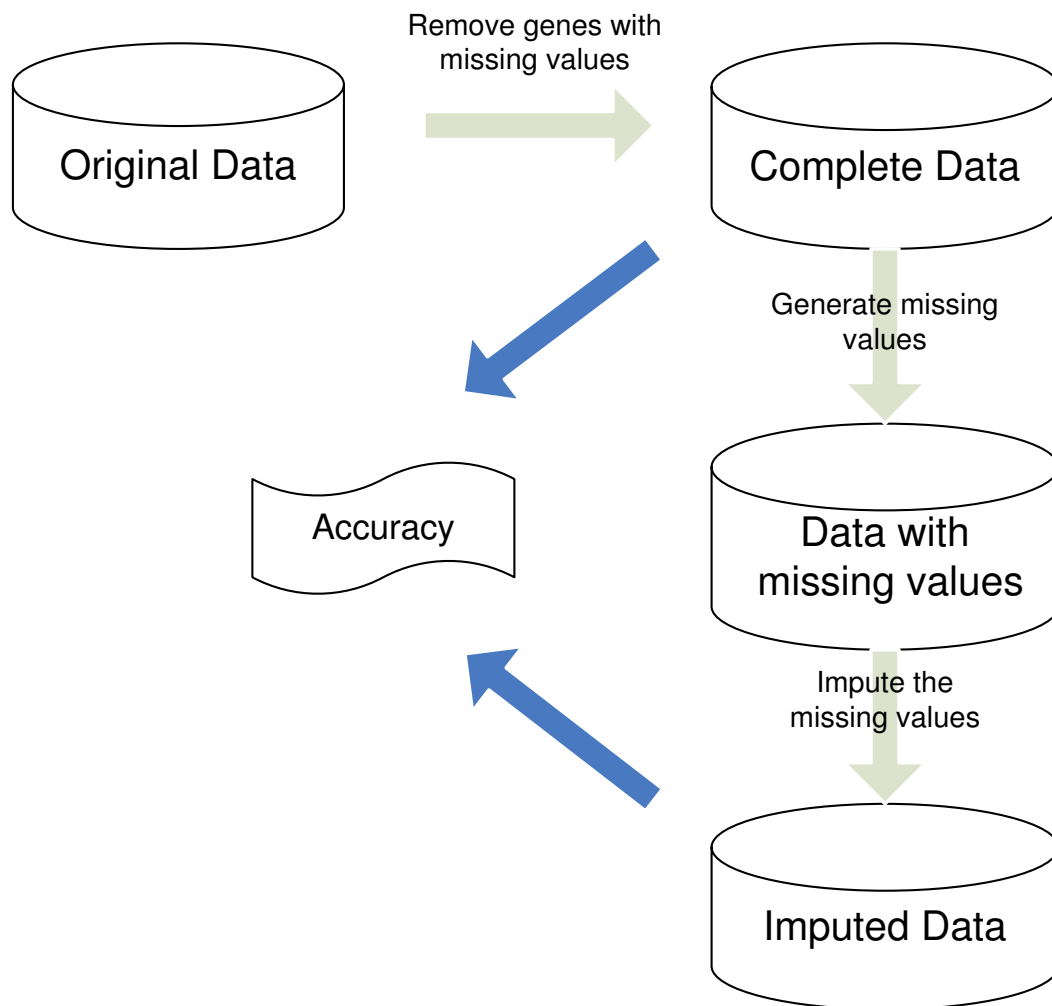 Remove genes with
missing values
Original Data
Complete Data
Generate missing
values
Accuracy
Data with
missing values
Impute the
missing values
Imputed Data